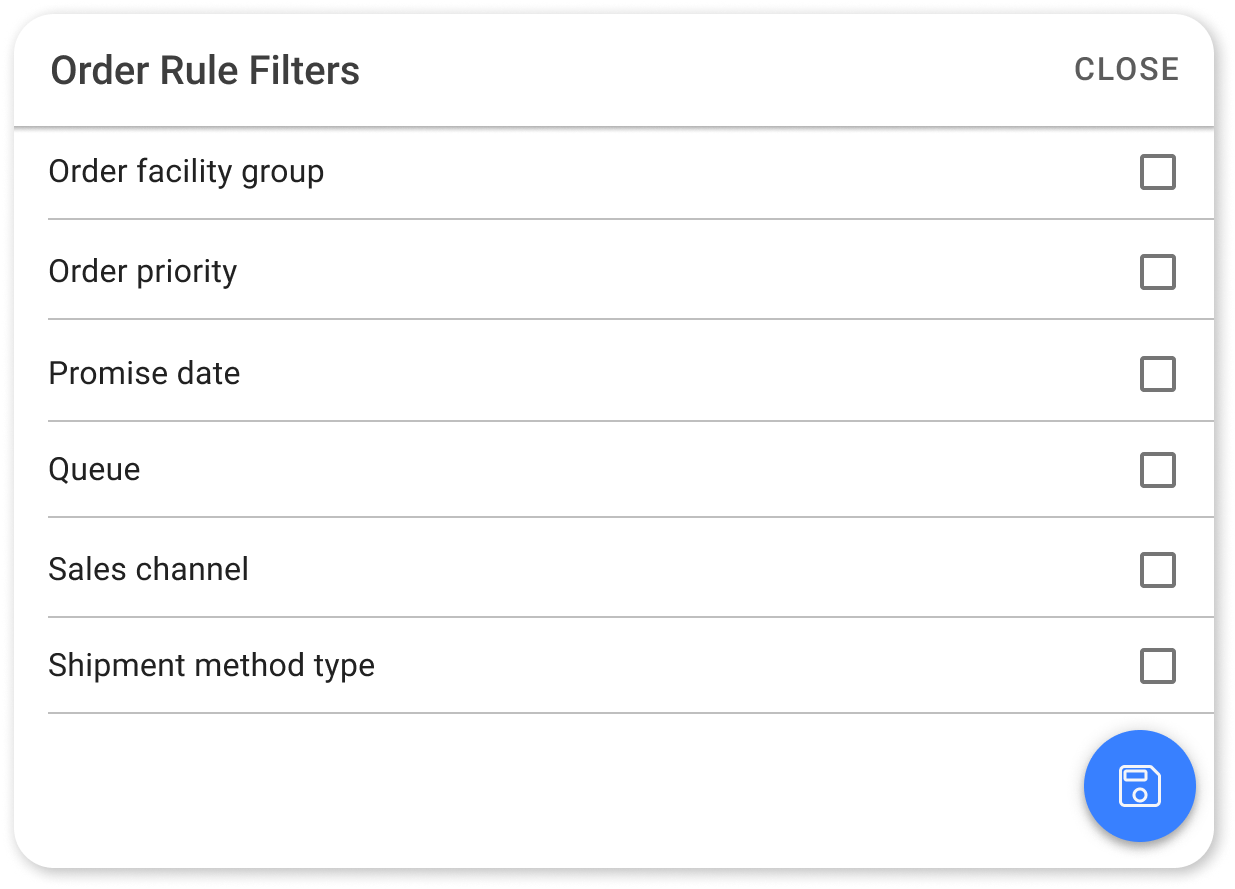 Order Rule Filters CLOSE
Order facility group
Order priority
Promise date
Queue
Sales channel
Shipment method type